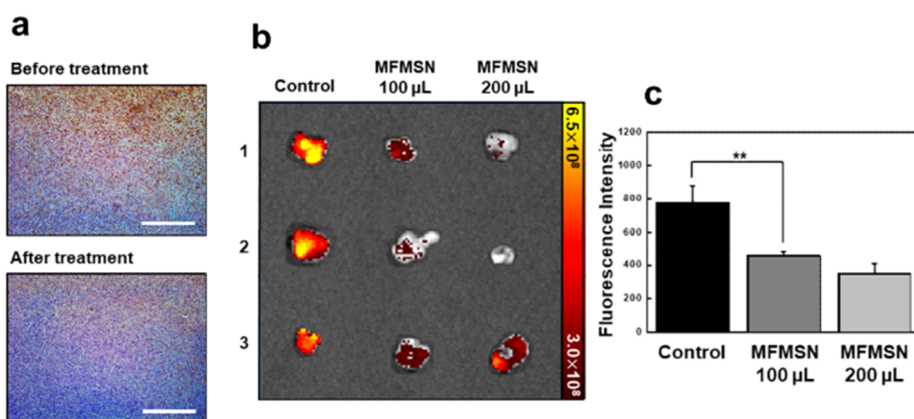 a
Before treatment
After treatment
b
Control
MFMSN
100 µL
MFMSN
200 µL
1
2
3
6.5×10⁸
3.0×10⁸
c
Fluorescence Intensity
1200
1000
800
600
400
200
0
**
Control
MFMSN
100 µL
MFMSN
200 µL